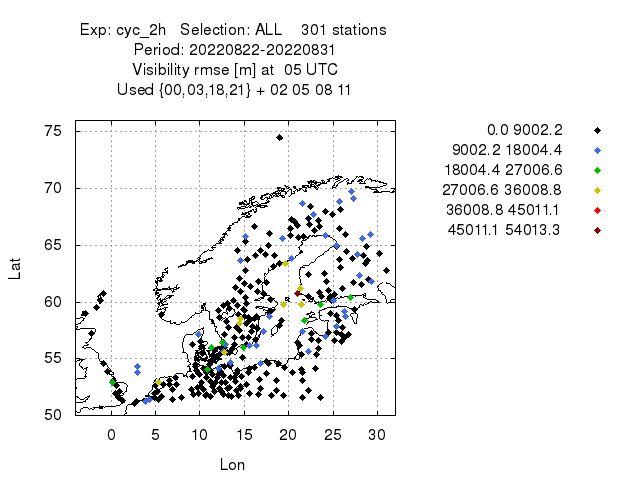 Exp: cyc_2h   Selection: ALL    301 stations
Period: 20220822-20220831
Visibility rmse [m] at  05 UTC
Used {00,03,18,21} + 02 05 08 11
75
70
65
60
55
50
Lat
0 5 10 15 20 25 30
Lon
0.0 9002.2
9002.2 18004.4
18004.4 27006.6
27006.6 36008.8
36008.8 45011.1
45011.1 54013.3